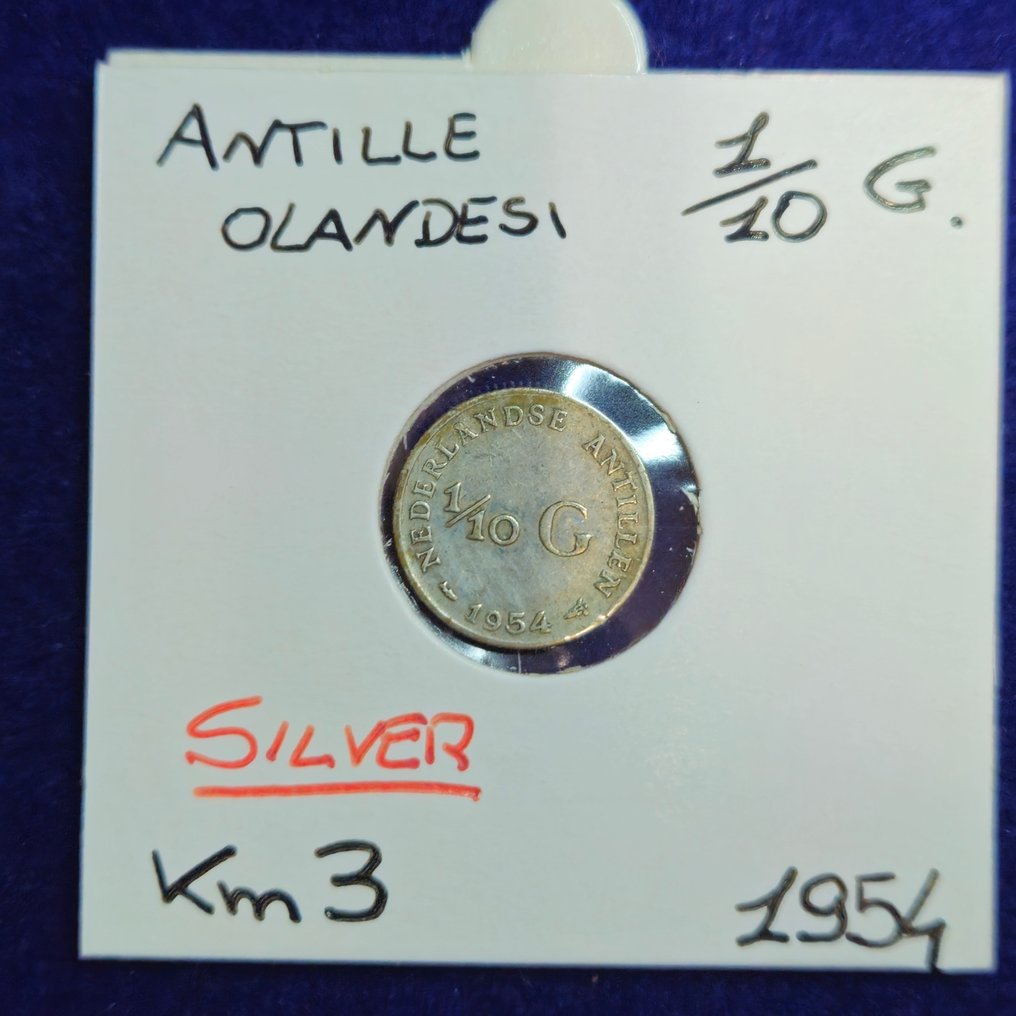 ANTILLE
OLANDESI
1/10 G.
NEDERLANDSE ANTILLEN
1/10 G
1954
SILVER
Km 3
1954